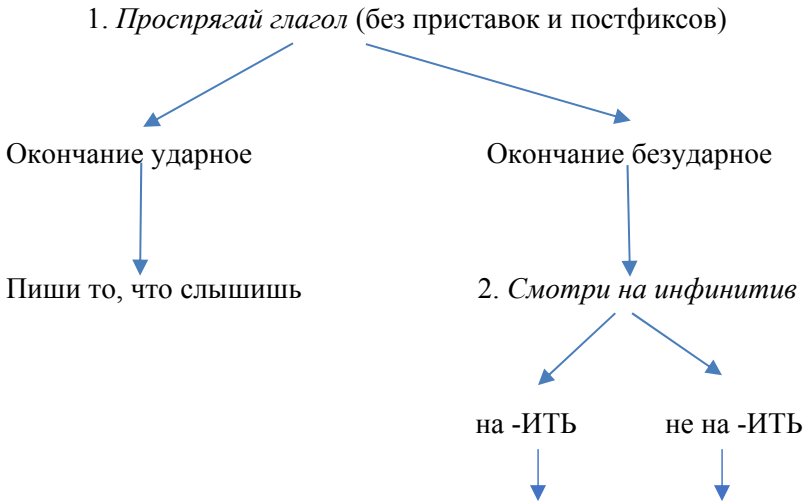 1. Проспрягай глагол (без приставок и постфиксов)
Окончание ударное
Окончание безударное
Пиши то, что слышишь
2. Смотри на инфинитив
на -ИТЬ
не на -ИТЬ